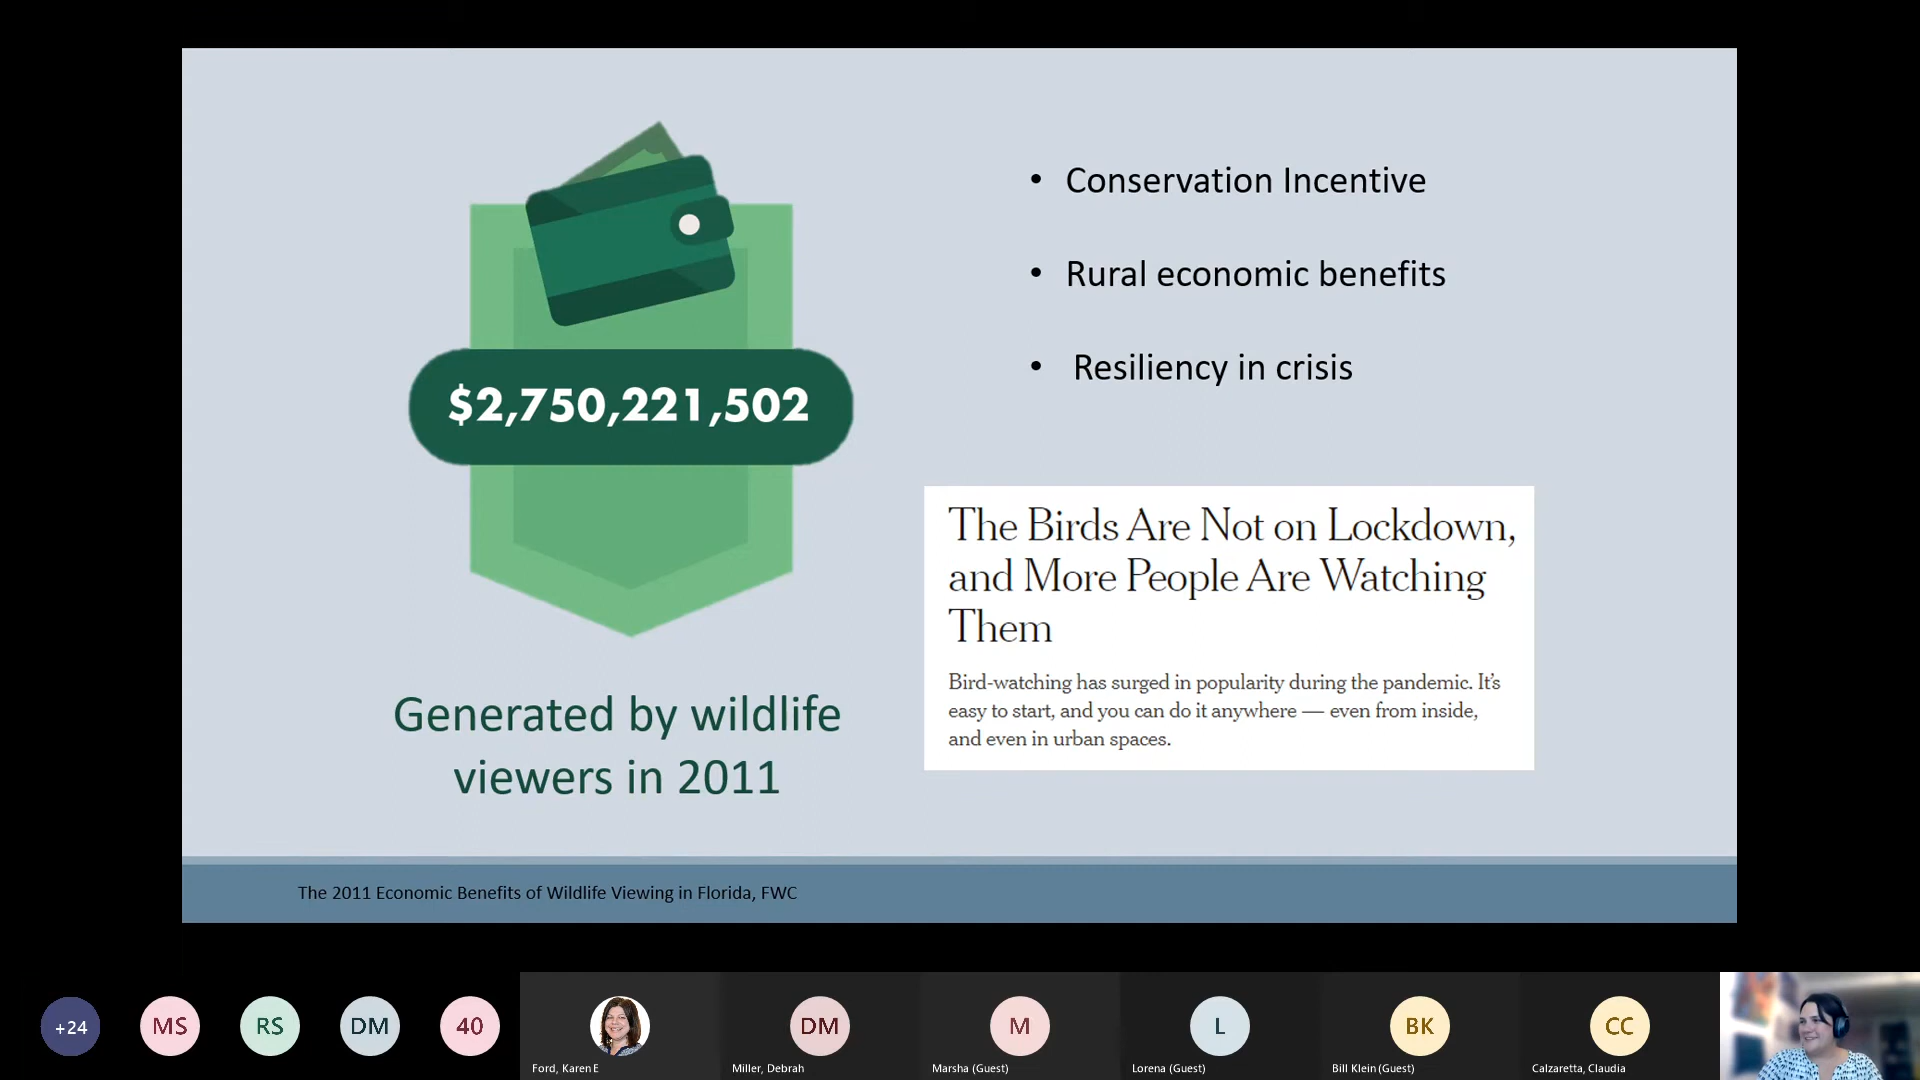 $2,750,221,502
Generated by wildlife
viewers in 2011
• Conservation Incentive
• Rural economic benefits
• Resiliency in crisis
The Birds Are Not on Lockdown,
and More People Are Watching
Them
Bird-watching has surged in popularity during the pandemic. It's
easy to start, and you can do it anywhere — even from inside,
and even in urban spaces.
The 2011 Economic Benefits of Wildlife Viewing in Florida, FWC
+24
MS
RS
DM
40
Ford, Karen E
DM
Miller, Debrah
M
Marsha (Guest)
L
Lorena (Guest)
BK
Bill Klein (Guest)
CC
Calzaretta, Claudia